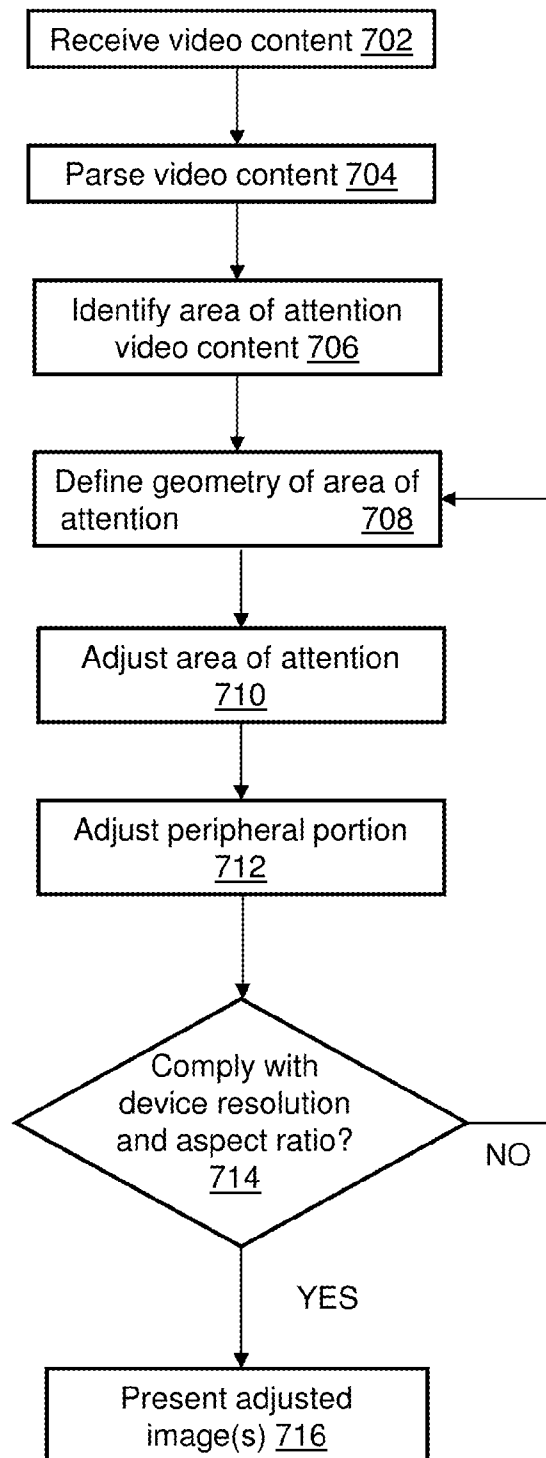 Receive video content 702
Parse video content 704
Identify area of attention
video content 706
Define geometry of area of
attention 708
Adjust area of attention
710
Adjust peripheral portion
712
Comply with
device resolution
and aspect ratio?
714
NO
YES
Present adjusted
image(s) 716